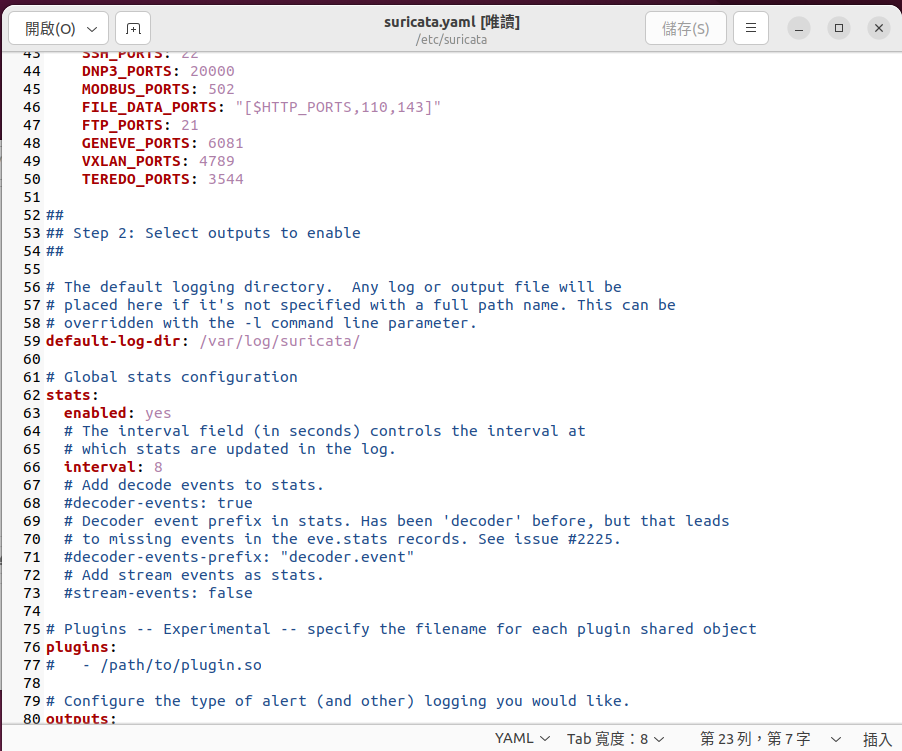 開啟(O)
suricata.yaml [唯讀]
/etc/suricata
儲存(S)
43 SSH_PORTS: 22
44 DNP3_PORTS: 20000
45 MODBUS_PORTS: 502
46 FILE_DATA_PORTS: "[$HTTP_PORTS,110,143]"
47 FTP_PORTS: 21
48 GENEVE_PORTS: 6081
49 VXLAN_PORTS: 4789
50 TEREDO_PORTS: 3544
51
52 ##
53 ## Step 2: Select outputs to enable
54 ##
55
56 # The default logging directory.  Any log or output file will be
57 # placed here if it's not specified with a full path name. This can be
58 # overridden with the -l command line parameter.
59 default-log-dir: /var/log/suricata/
60
61 # Global stats configuration
62 stats:
63   enabled: yes
64   # The interval field (in seconds) controls the interval at
65   # which stats are updated in the log.
66   interval: 8
67   # Add decode events to stats.
68   #decoder-events: true
69   # Decoder event prefix in stats. Has been 'decoder' before, but that leads
70   # to missing events in the eve.stats records. See issue #2225.
71   #decoder-events-prefix: "decoder.event"
72   # Add stream events as stats.
73   #stream-events: false
74
75 # Plugins -- Experimental -- specify the filename for each plugin shared object
76 plugins:
77 #   - /path/to/plugin.so
78
79 # Configure the type of alert (and other) logging you would like.
80 outputs:
YAML Tab 寬度：8 第 23 列，第 7 字 插入